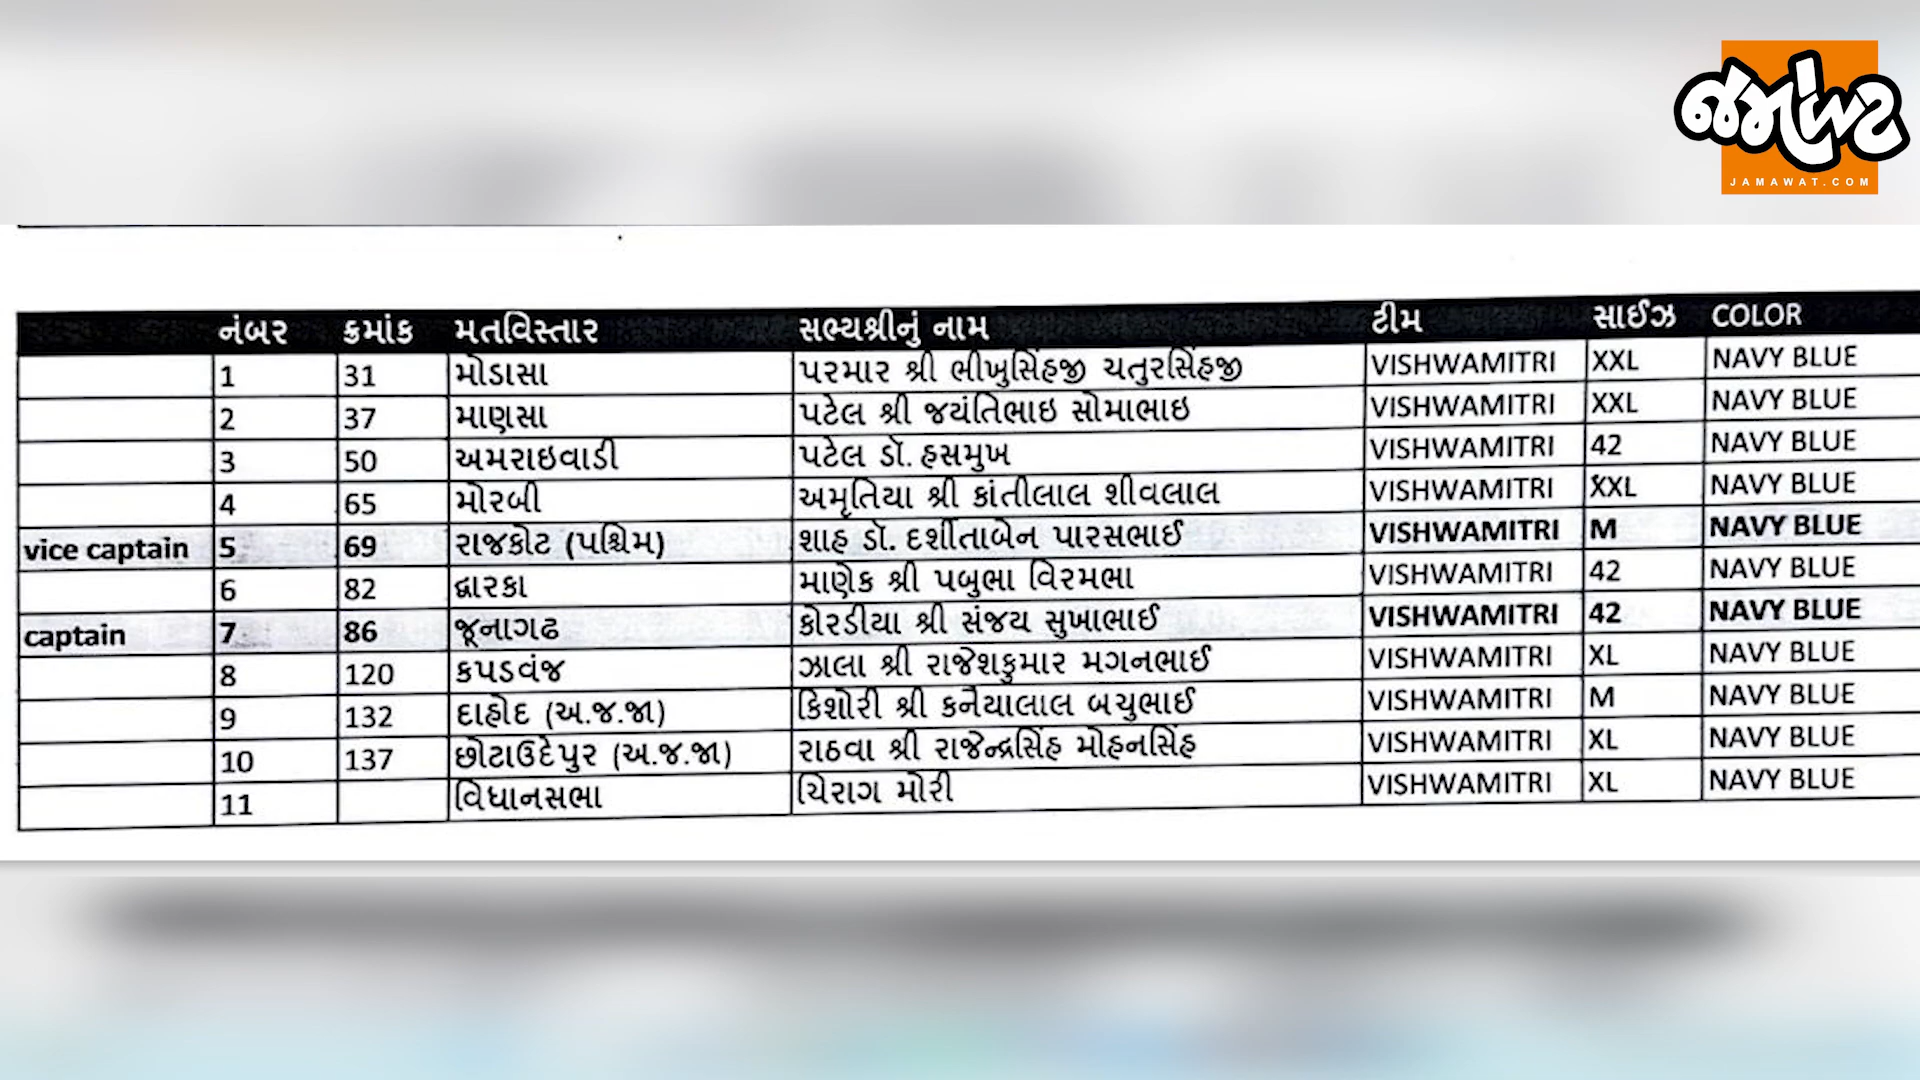 જમાવટ
JAMAWAT.COM
નંબર ક્રમાંક મતવિસ્તાર સભ્યશ્રીનું નામ ટીમ સાઈઝ COLOR
1 31 મોડાસા પરમાર શ્રી ભીખુસિંહજી ચતુરસિંહજી VISHWAMITRI XXL NAVY BLUE
2 37 માણસા પટેલ શ્રી જયંતિભાઇ સોમાભાઇ VISHWAMITRI XXL NAVY BLUE
3 50 અમરાઇવાડી પટેલ ડૉ. હસમુખ VISHWAMITRI 42 NAVY BLUE
4 65 મોરબી અમૃતિયા શ્રી કાંતીલાલ શીવલાલ VISHWAMITRI XXL NAVY BLUE
vice captain 5 69 રાજકોટ (પશ્ચિમ) શાહ ડૉ. દર્શીતાબેન પારસભાઈ VISHWAMITRI M NAVY BLUE
6 82 દ્વારકા માણેક શ્રી પબુભા વિરમભા VISHWAMITRI 42 NAVY BLUE
captain 7 86 જૂનાગઢ કોરડીયા શ્રી સંજય સુખાભાઈ VISHWAMITRI 42 NAVY BLUE
8 120 કપડવંજ ઝાલા શ્રી રાજેશકુમાર મગનભાઈ VISHWAMITRI XL NAVY BLUE
9 132 દાહોદ (અ.જ.જા) કિશોરી શ્રી કનૈયાલાલ બચુભાઈ VISHWAMITRI M NAVY BLUE
10 137 છોટાઉદેપુર (અ.જ.જા) રાઠવા શ્રી રાજેન્દ્રસિંહ મોહનસિંહ VISHWAMITRI XL NAVY BLUE
11 વિધાનસભા ચિરાગ મોરી VISHWAMITRI XL NAVY BLUE